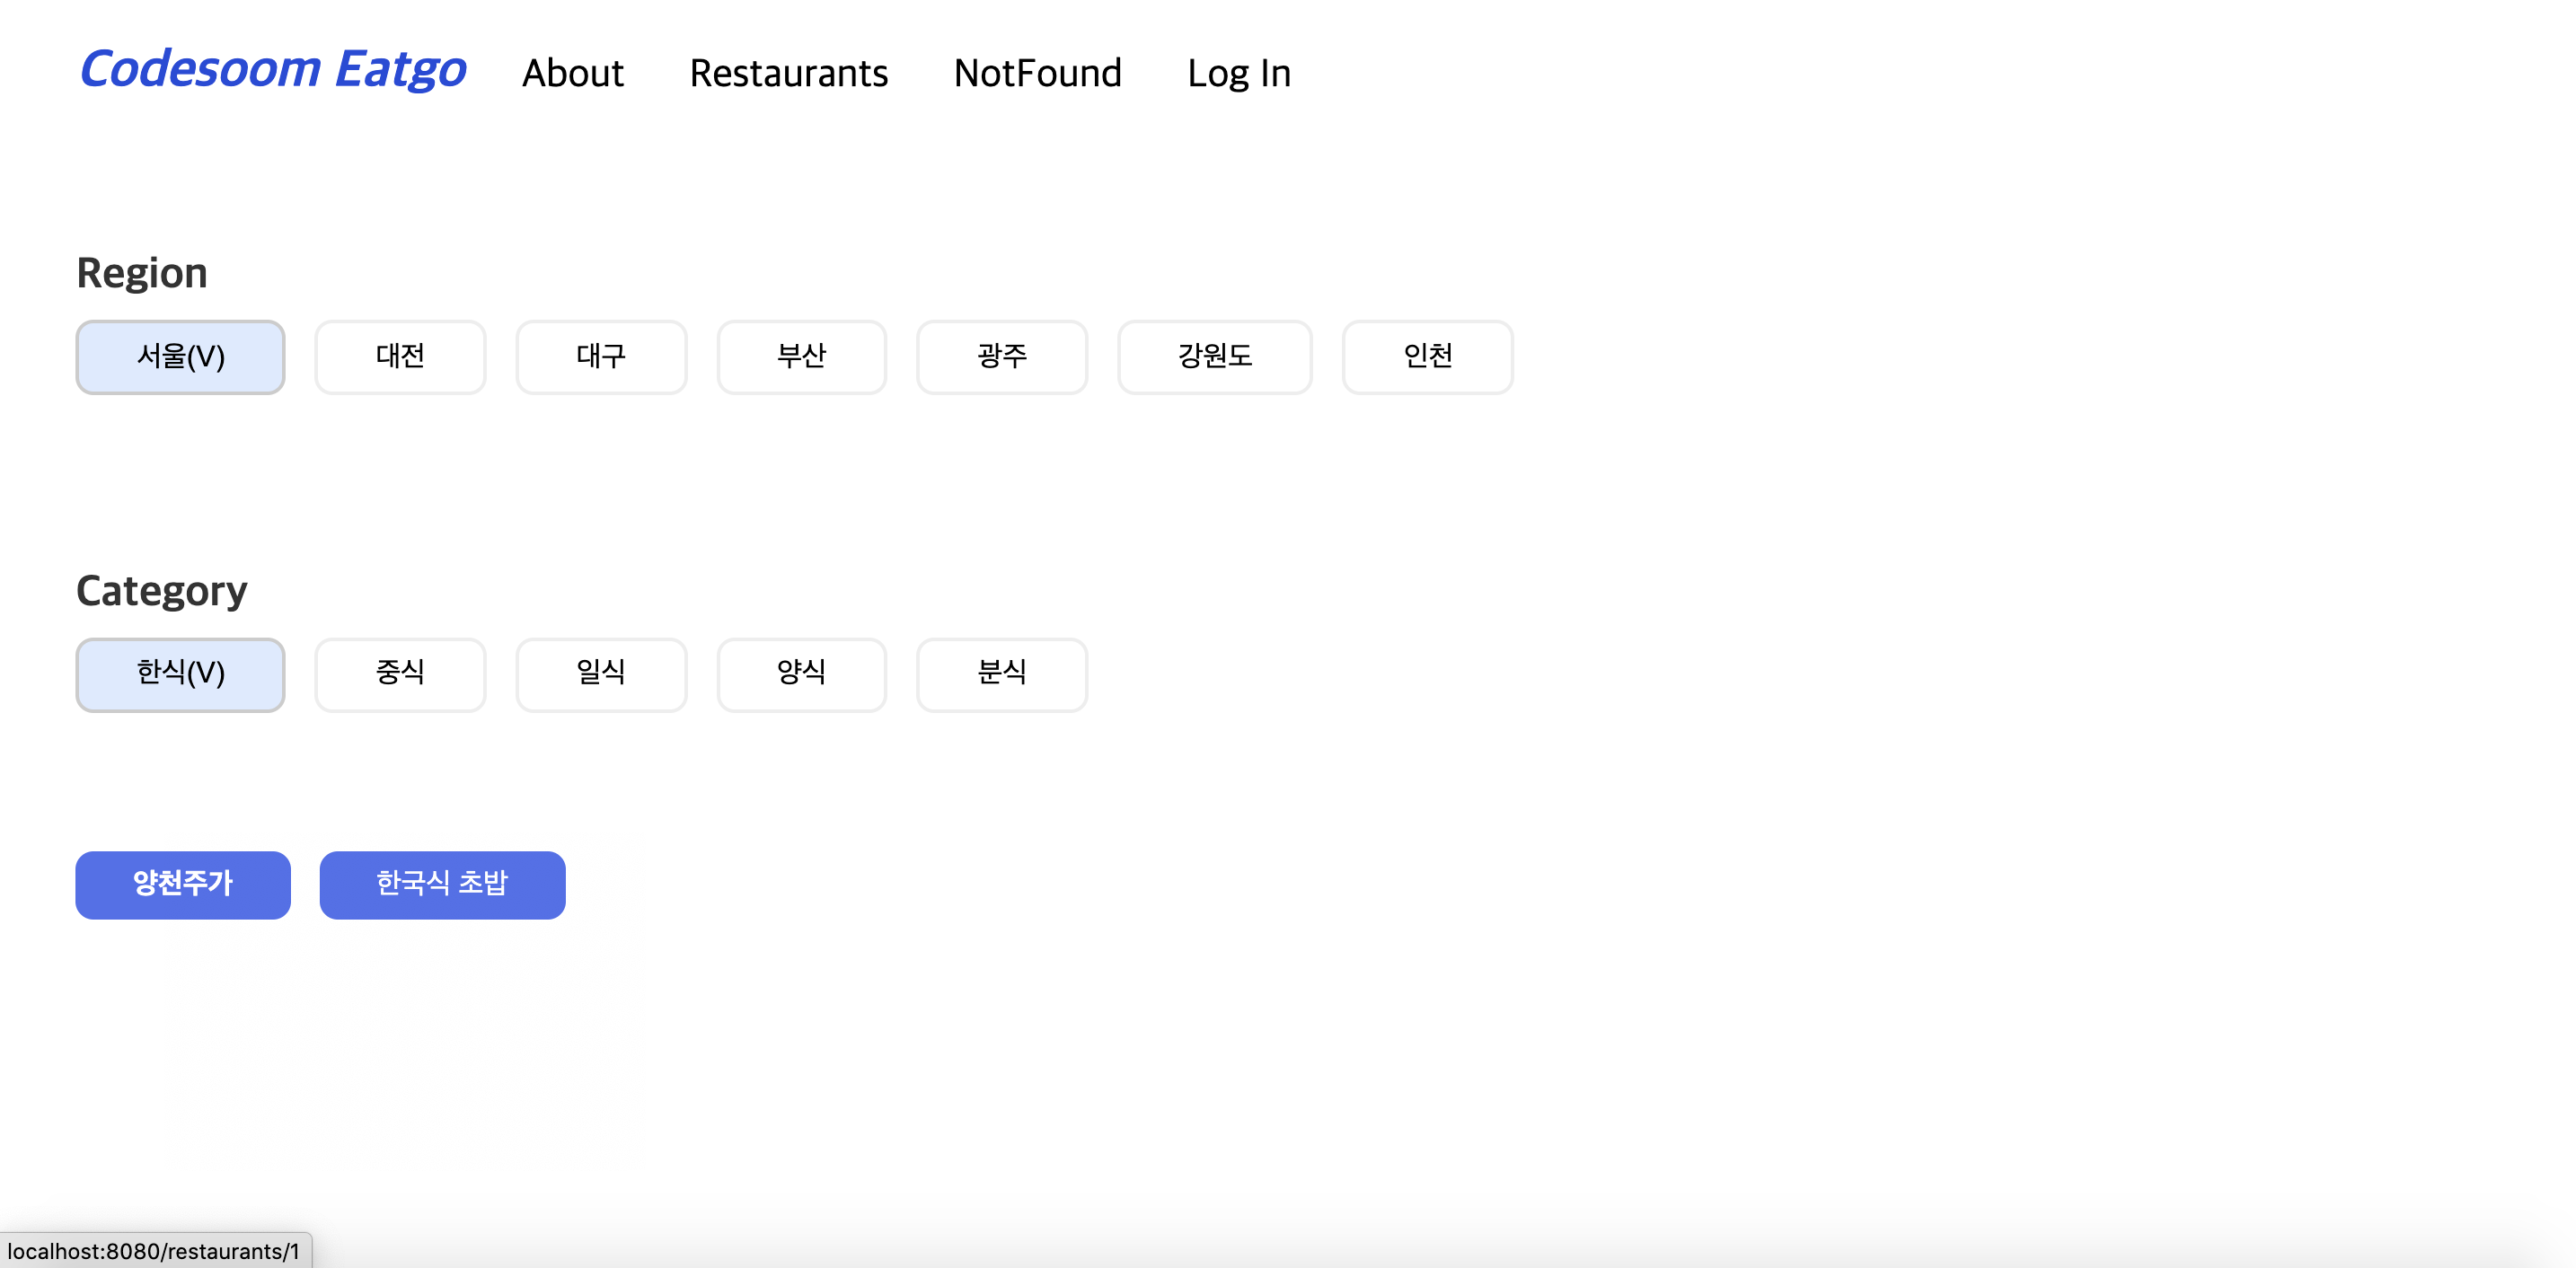 Codesoom Eatgo About Restaurants NotFound Log In
Region
서울(V) 대전 대구 부산 광주 강원도 인천
Category
한식(V) 중식 일식 양식 분식
양천주가 한국식 초밥
localhost:8080/restaurants/1